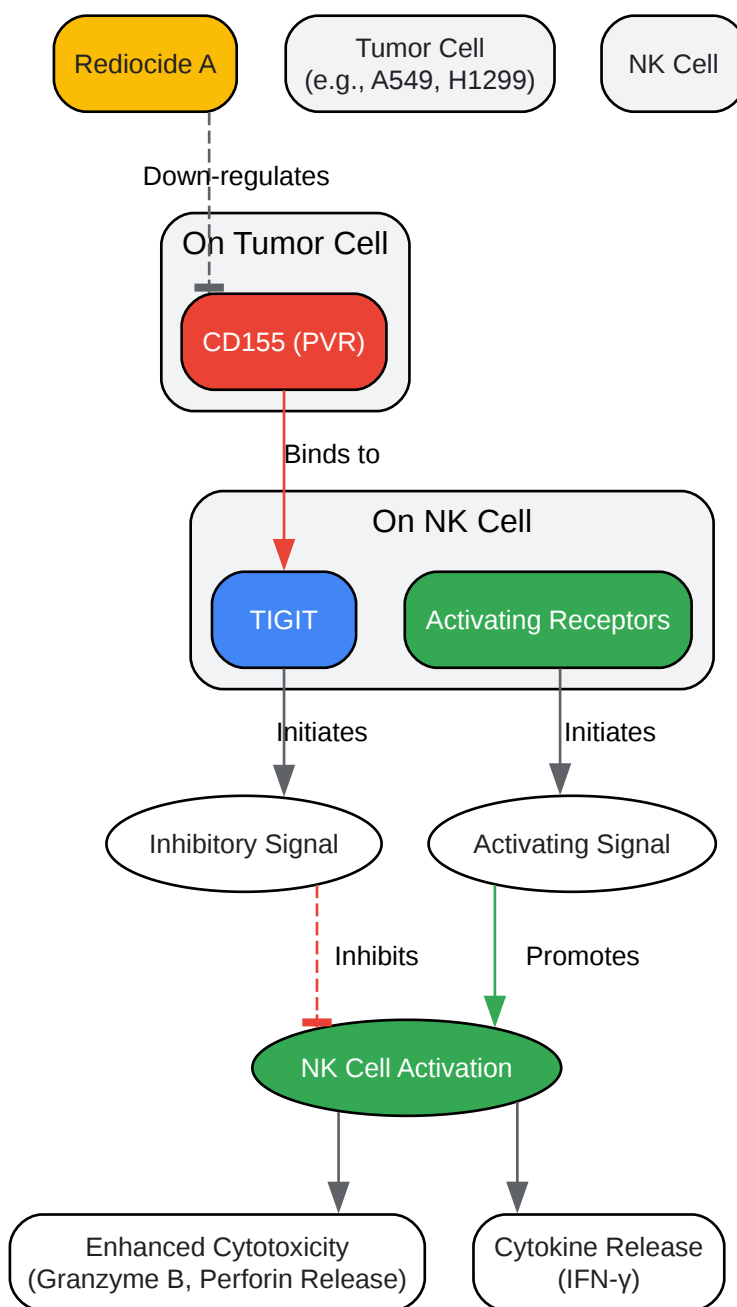 Rediocide A
Tumor Cell
(e.g., A549, H1299)
NK Cell
Down-regulates
On Tumor Cell
CD155 (PVR)
Binds to
On NK Cell
TIGIT
Activating Receptors
Initiates
Initiates
Inhibitory Signal
Activating Signal
Inhibits
Promotes
NK Cell Activation
Enhanced Cytotoxicity
(Granzyme B, Perforin Release)
Cytokine Release
(IFN-γ)